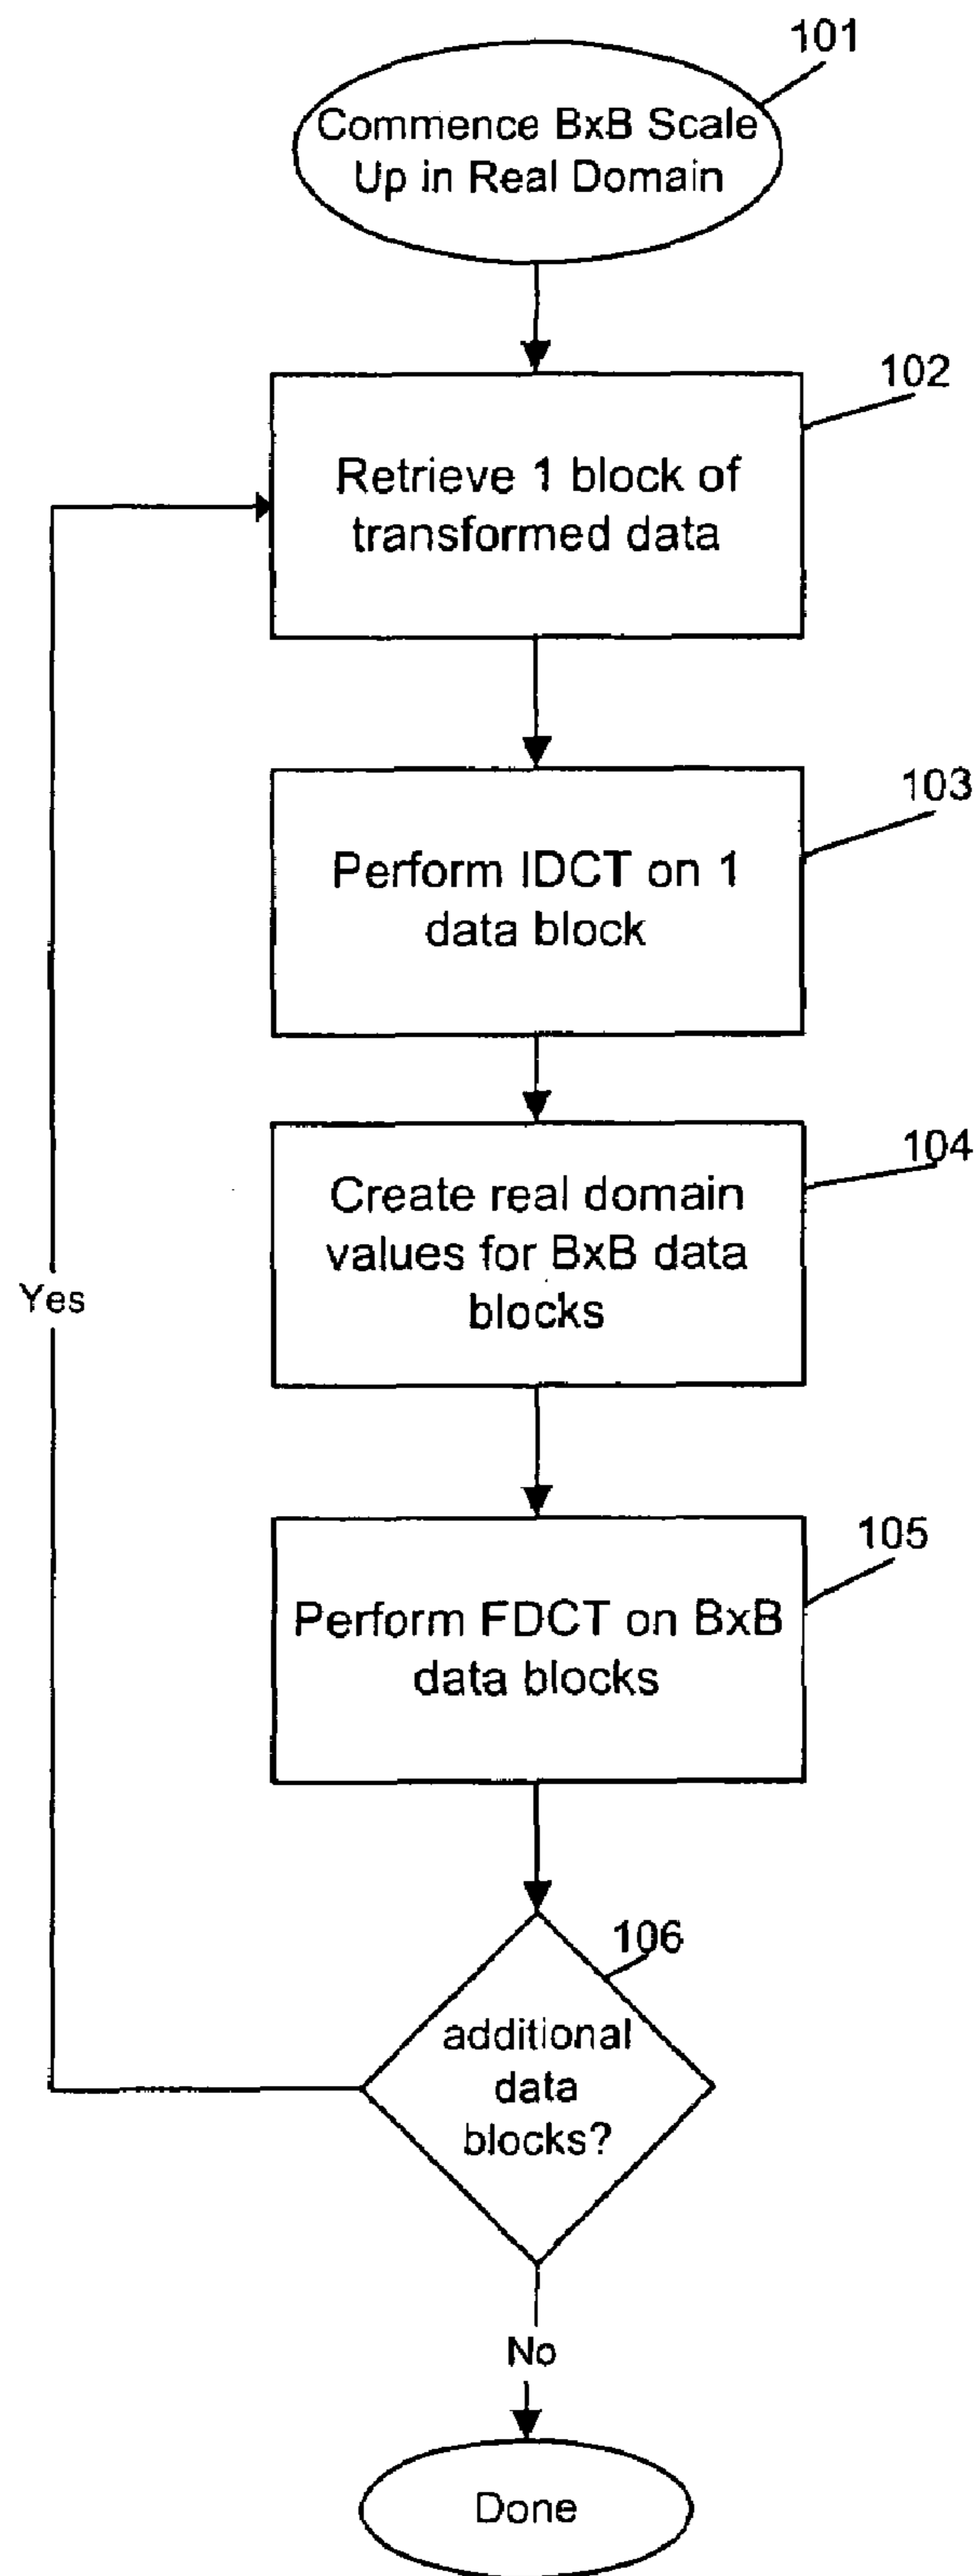 101
Commence BxB Scale
Up in Real Domain
102
Retrieve 1 block of
transformed data
103
Perform IDCT on 1
data block
104
Create real domain
values for BxB data
blocks
Yes
105
Perform FDCT on BxB
data blocks
106
additional
data
blocks?
No
Done